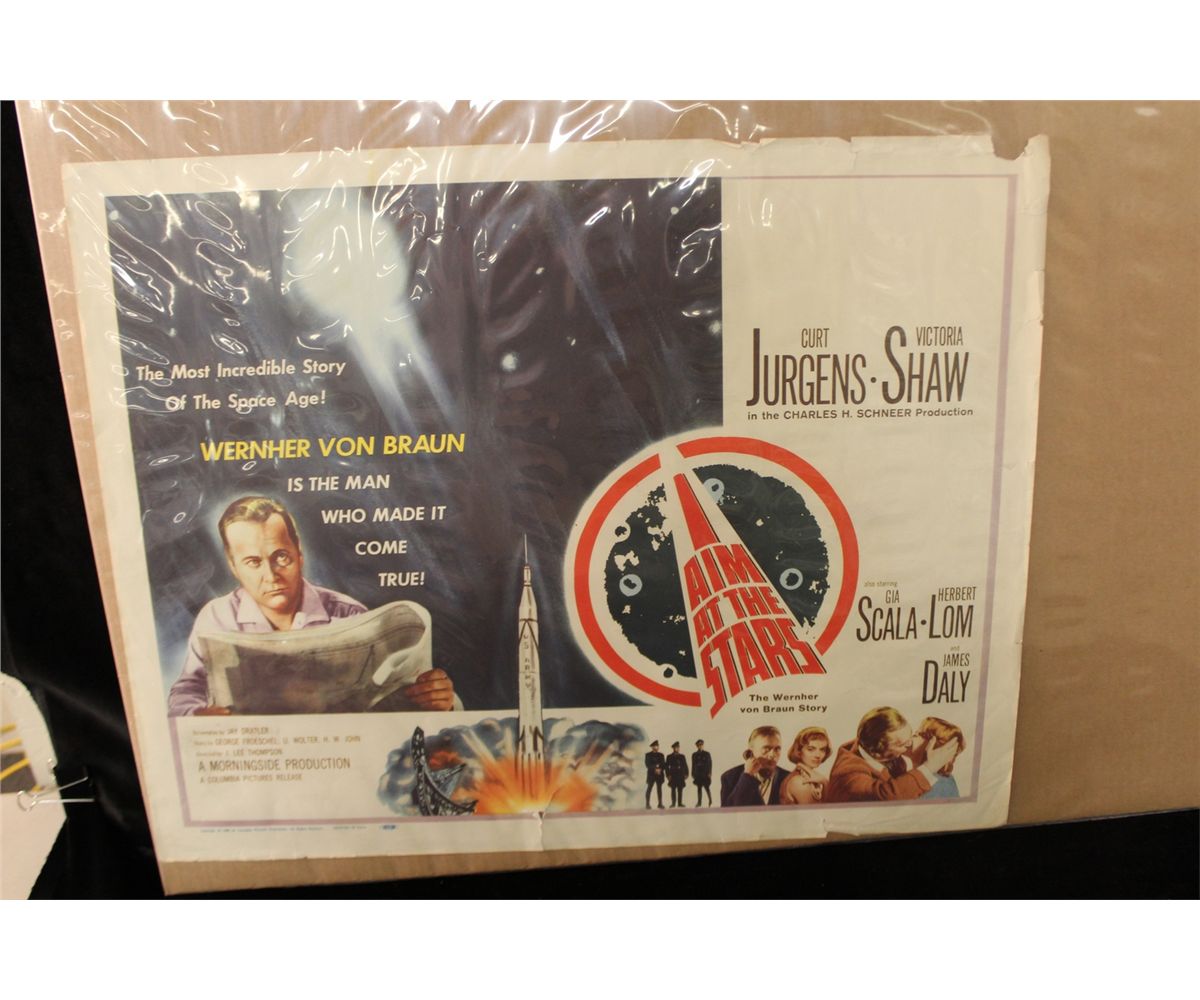 The Most Incredible Story
Of The Space Age!
WERNHER VON BRAUN
IS THE MAN
WHO MADE IT
COME
TRUE!
CURT
JURGENS·
VICTORIA
SHAW
in the CHARLES H. SCHNEER Production
I
AIM
AT THE
STARS
The Wernher
von Braun Story
also starring
GIA
SCALA·
HERBERT
LOM
and
JAMES
DALY
U S ARMY
Screenplay by JAY DRATLER
Story by GEORGE FROESCHEL, U. WOLTER, H. W. JOHN
Directed by J. LEE THOMPSON
A MORNINGSIDE PRODUCTION
A COLUMBIA PICTURES RELEASE